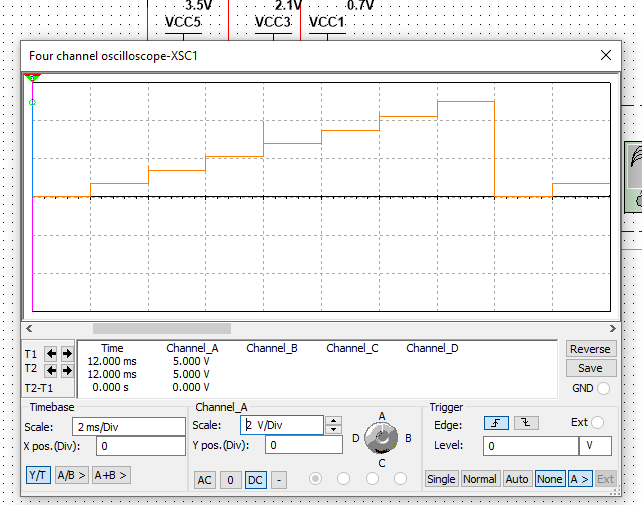 3.5V 2.1V 0.7V
VCC5 VCC3 VCC1
Four channel oscilloscope-XSC1
Time Channel_A Channel_B Channel_C Channel_D
T1 12.000 ms 5.000 V
T2 12.000 ms 5.000 V
T2-T1 0.000 s 0.000 V
Reverse
Save
GND
Timebase
Scale: 2 ms/Div
X pos.(Div): 0
Y/T A/B > A+B >
Channel_A
Scale: 2 V/Div
Y pos.(Div): 0
AC 0 DC -
A
D B
C
Trigger
Edge: Ext
Level: 0 V
Single Normal Auto None A > Ext